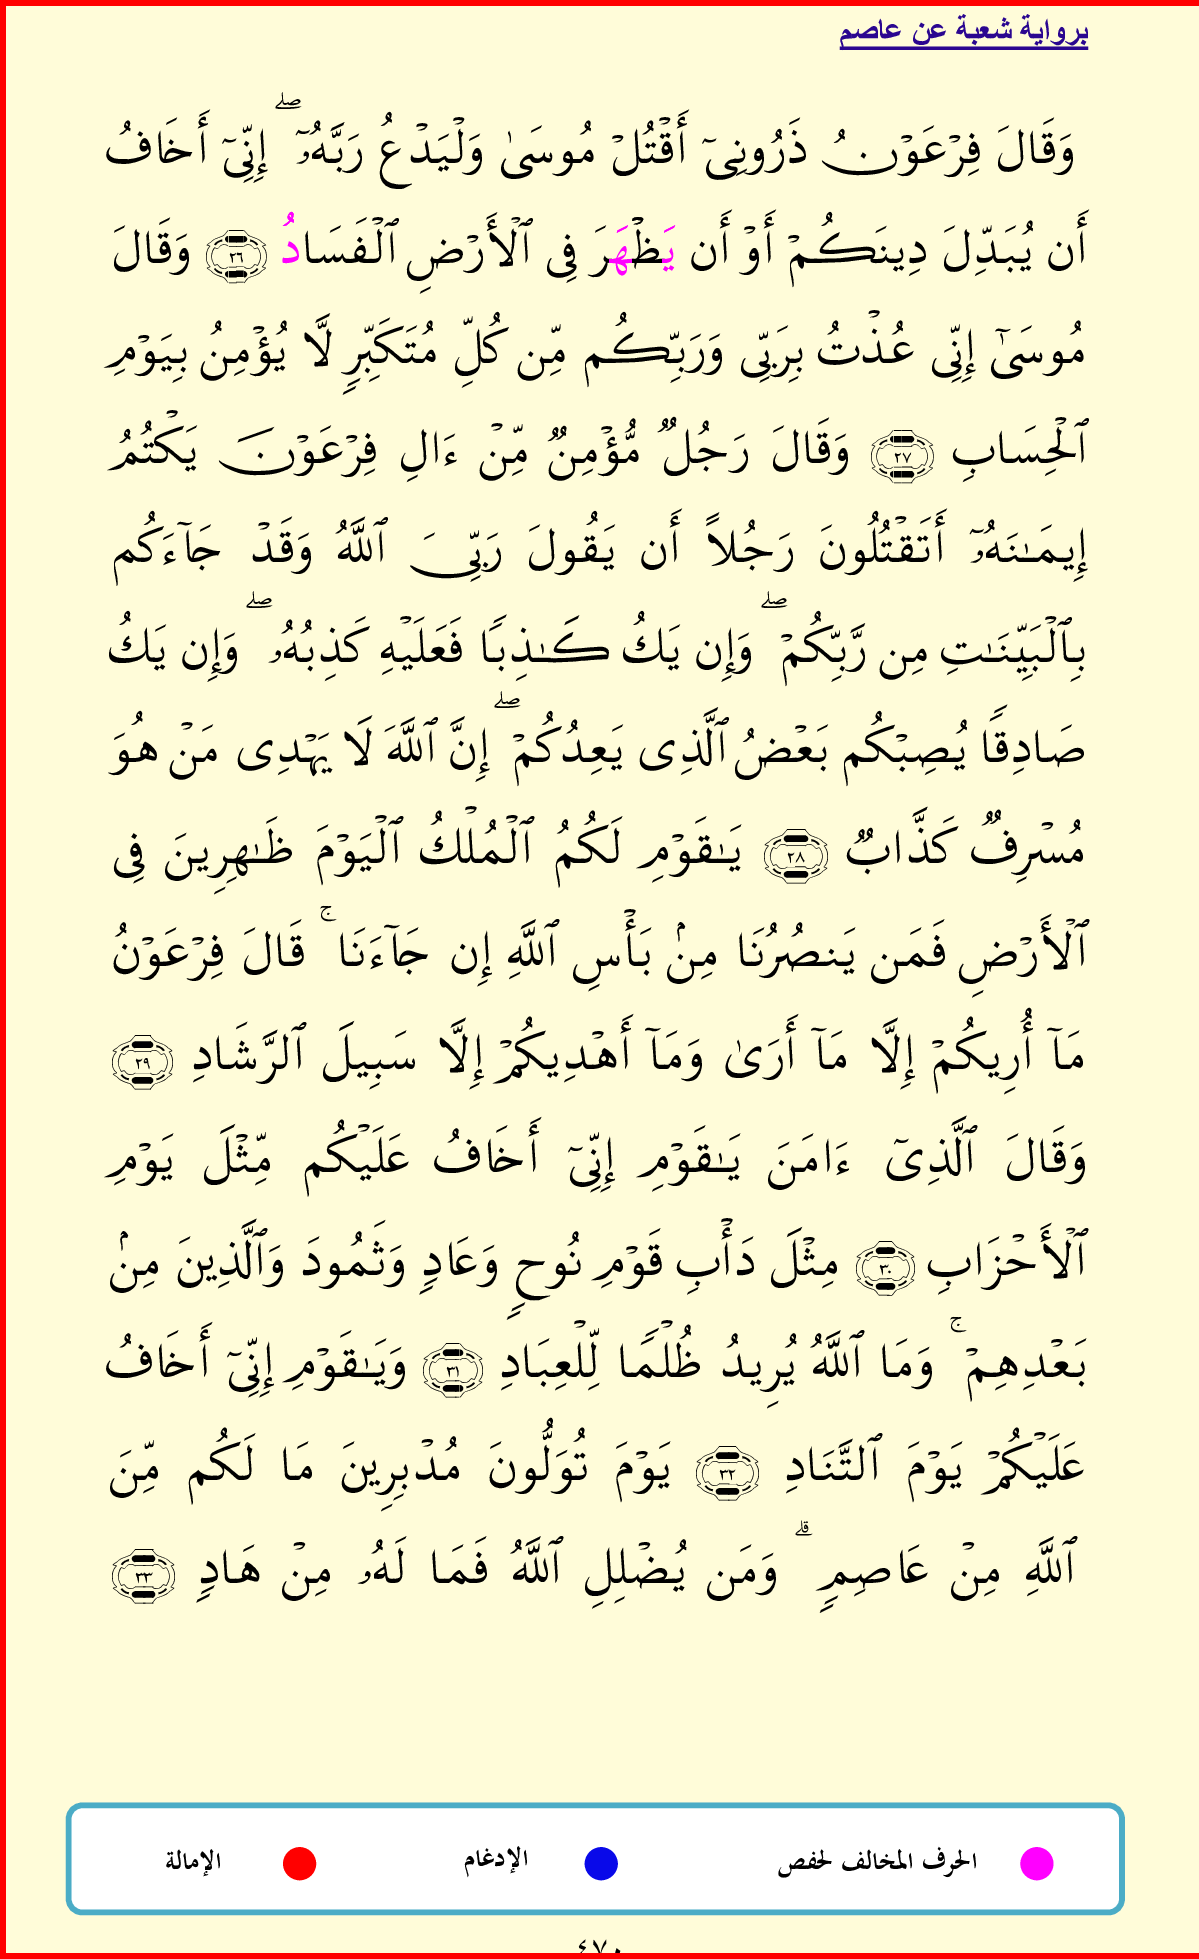 برواية شعبة عن عاصم
وَقَالَ فِرْعَوْنُ ذَرُونِىٓ أَقْتُلْ مُوسَىٰ وَلْيَدْعُ رَبَّهُۥٓ ۖ إِنِّىٓ أَخَافُ
أَن يُبَدِّلَ دِينَكُمْ أَوْ أَن يَظْهَرَ فِى ٱلْأَرْضِ ٱلْفَسَادُ ٢٦ وَقَالَ
مُوسَىٰٓ إِنِّى عُذْتُ بِرَبِّى وَرَبِّكُم مِّن كُلِّ مُتَكَبِّرٍ لَّا يُؤْمِنُ بِيَوْمِ
ٱلْحِسَابِ ٢٧ وَقَالَ رَجُلٌ مُّؤْمِنٌ مِّنْ ءَالِ فِرْعَوْنَ يَكْتُمُ
إِيمَـٰنَهُۥٓ أَتَقْتُلُونَ رَجُلاً أَن يَقُولَ رَبِّىَ ٱللَّهُ وَقَدْ جَآءَكُم
بِٱلْبَيِّنَـٰتِ مِن رَّبِّكُمْ ۖ وَإِن يَكُ كَـٰذِبًا فَعَلَيْهِ كَذِبُهُۥ ۖ وَإِن يَكُ
صَادِقًا يُصِبْكُم بَعْضُ ٱلَّذِى يَعِدُكُمْ ۖ إِنَّ ٱللَّهَ لَا يَهْدِى مَنْ هُوَ
مُسْرِفٌ كَذَّابٌ ٢٨ يَـٰقَوْمِ لَكُمُ ٱلْمُلْكُ ٱلْيَوْمَ ظَـٰهِرِينَ فِى
ٱلْأَرْضِ فَمَن يَنصُرُنَا مِنۢ بَأْسِ ٱللَّهِ إِن جَآءَنَا ۚ قَالَ فِرْعَوْنُ
مَآ أُرِيكُمْ إِلَّا مَآ أَرَىٰ وَمَآ أَهْدِيكُمْ إِلَّا سَبِيلَ ٱلرَّشَادِ ٢٩
وَقَالَ ٱلَّذِىٓ ءَامَنَ يَـٰقَوْمِ إِنِّىٓ أَخَافُ عَلَيْكُم مِّثْلَ يَوْمِ
ٱلْأَحْزَابِ ٣٠ مِثْلَ دَأْبِ قَوْمِ نُوحٍ وَعَادٍ وَثَمُودَ وَٱلَّذِينَ مِنۢ
بَعْدِهِمْ ۚ وَمَا ٱللَّهُ يُرِيدُ ظُلْمًا لِّلْعِبَادِ ٣١ وَيَـٰقَوْمِ إِنِّىٓ أَخَافُ
عَلَيْكُمْ يَوْمَ ٱلتَّنَادِ ٣٢ يَوْمَ تُوَلُّونَ مُدْبِرِينَ مَا لَكُم مِّنَ
ٱللَّهِ مِنْ عَاصِمٍ ۗ وَمَن يُضْلِلِ ٱللَّهُ فَمَا لَهُۥ مِنْ هَادٍ ٣٣
الحرف المخالف لحفص الإدغام الإمالة
٤٧٠